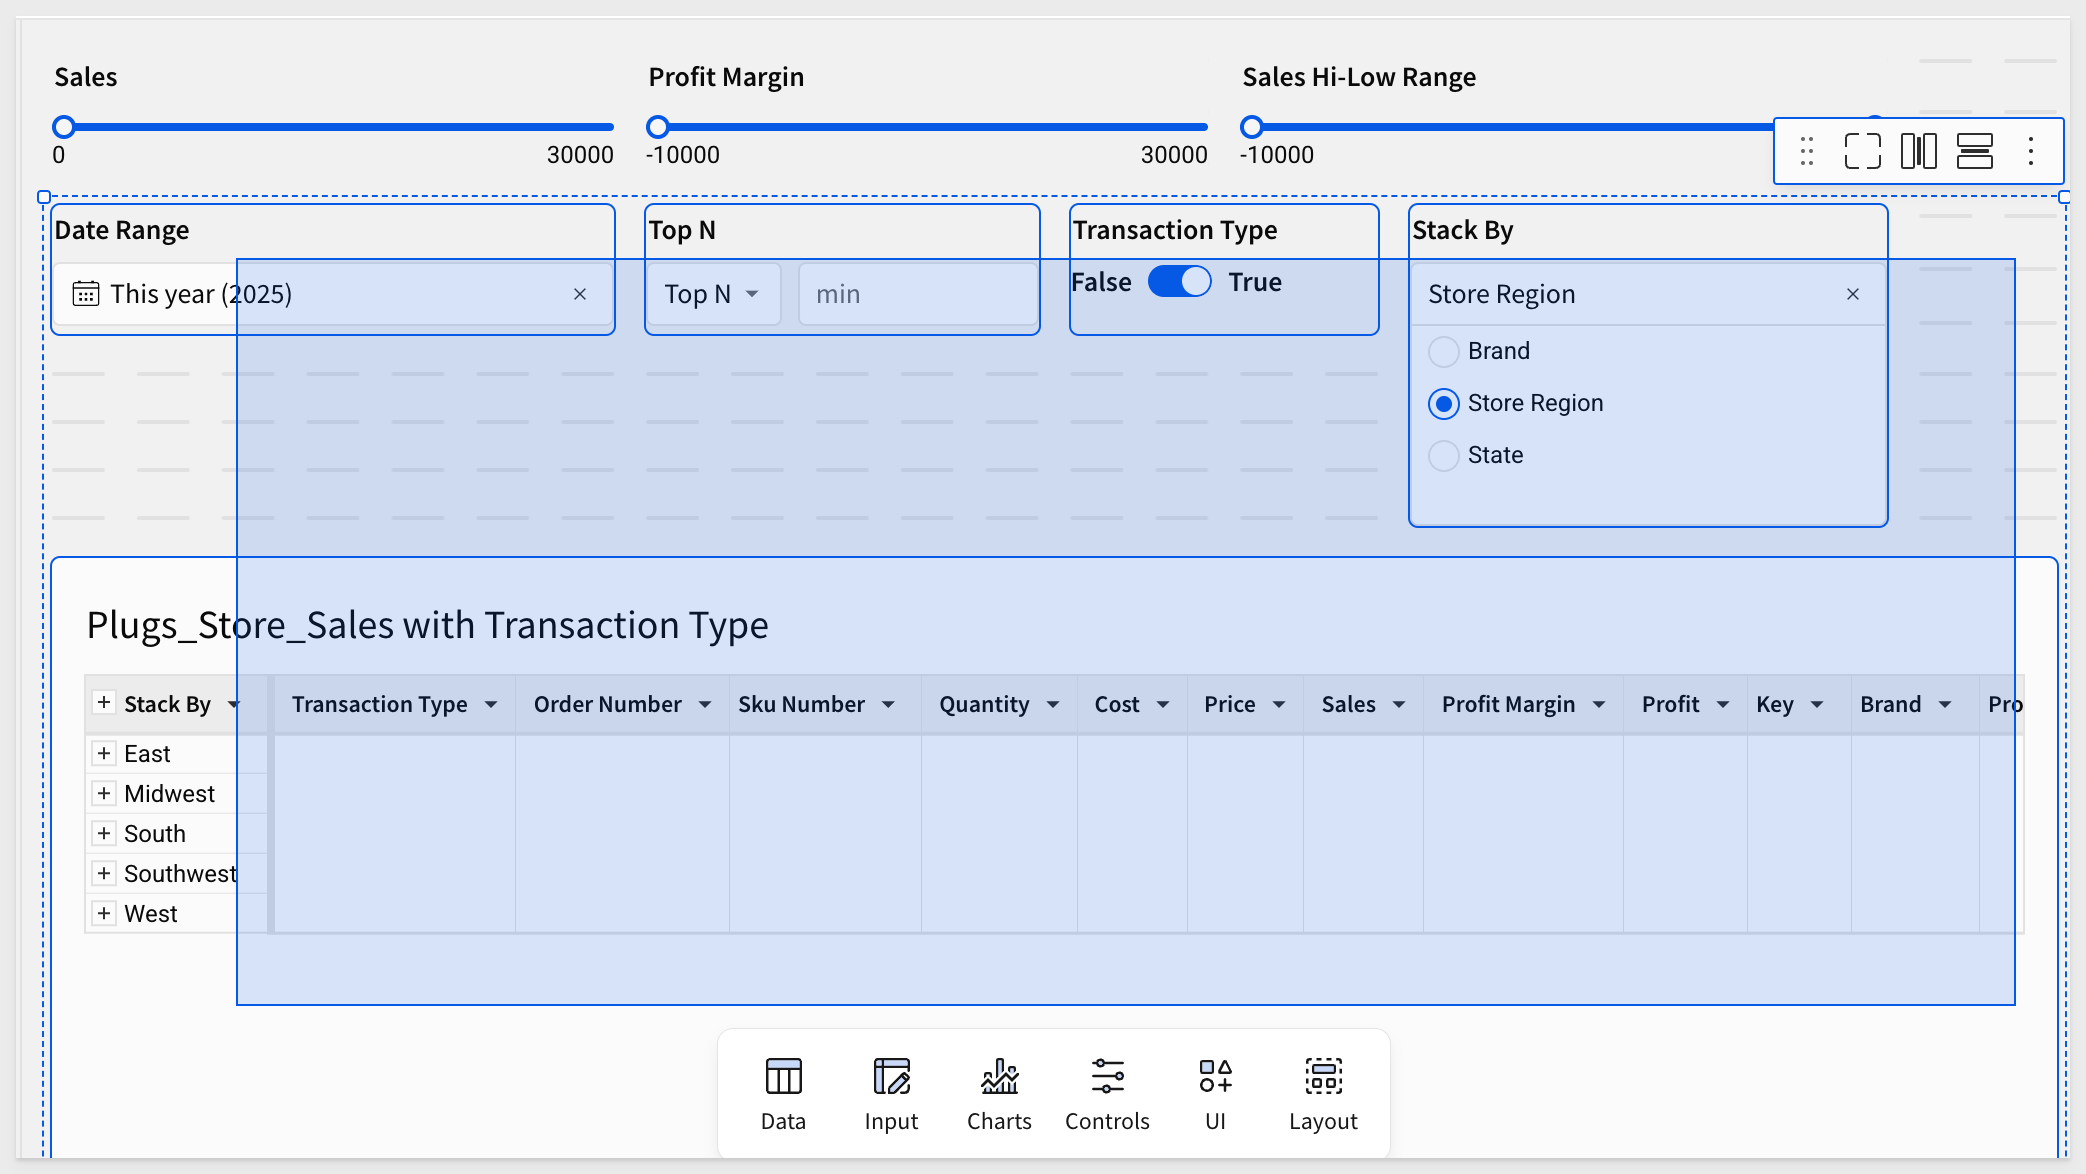 Sales
Profit Margin
Sales Hi-Low Range
0
30000
-10000
30000
-10000
Date Range
Top N
Transaction Type
Stack By
This year (2025)
Top N
min
False
True
Store Region
Brand
Store Region
State
Plugs_Store_Sales with Transaction Type
Stack By
Transaction Type
Order Number
Sku Number
Quantity
Cost
Price
Sales
Profit Margin
Profit
Key
Brand
Pro
East
Midwest
South
Southwest
West
Data
Input
Charts
Controls
UI
Layout